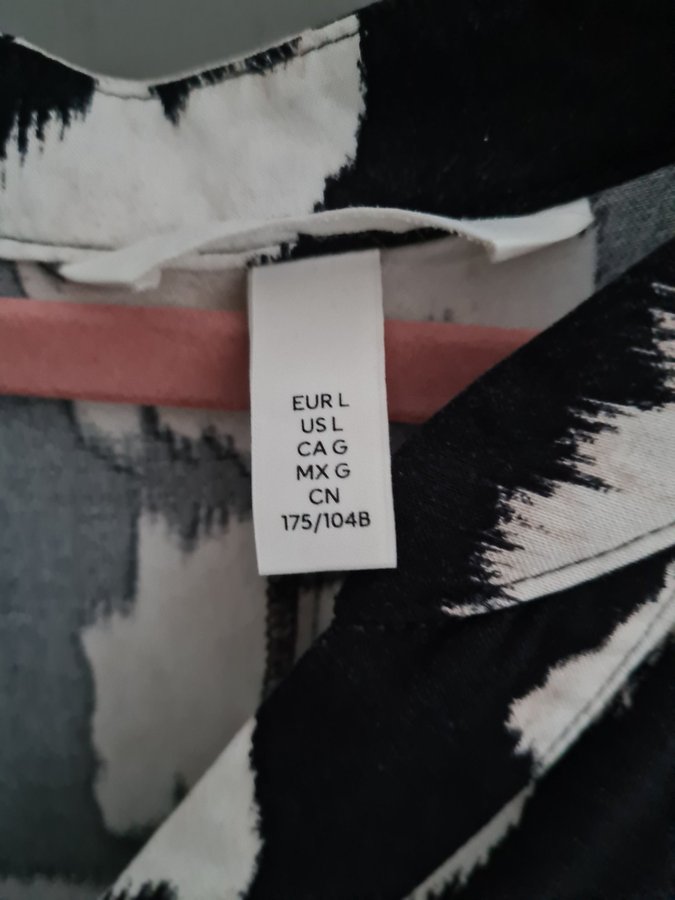 EUR L
US L
CA G
MX G
CN
175/104B